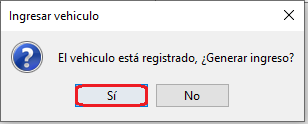 Ingresar vehiculo
El vehiculo está registrado, ¿Generar ingreso?
Sí
No